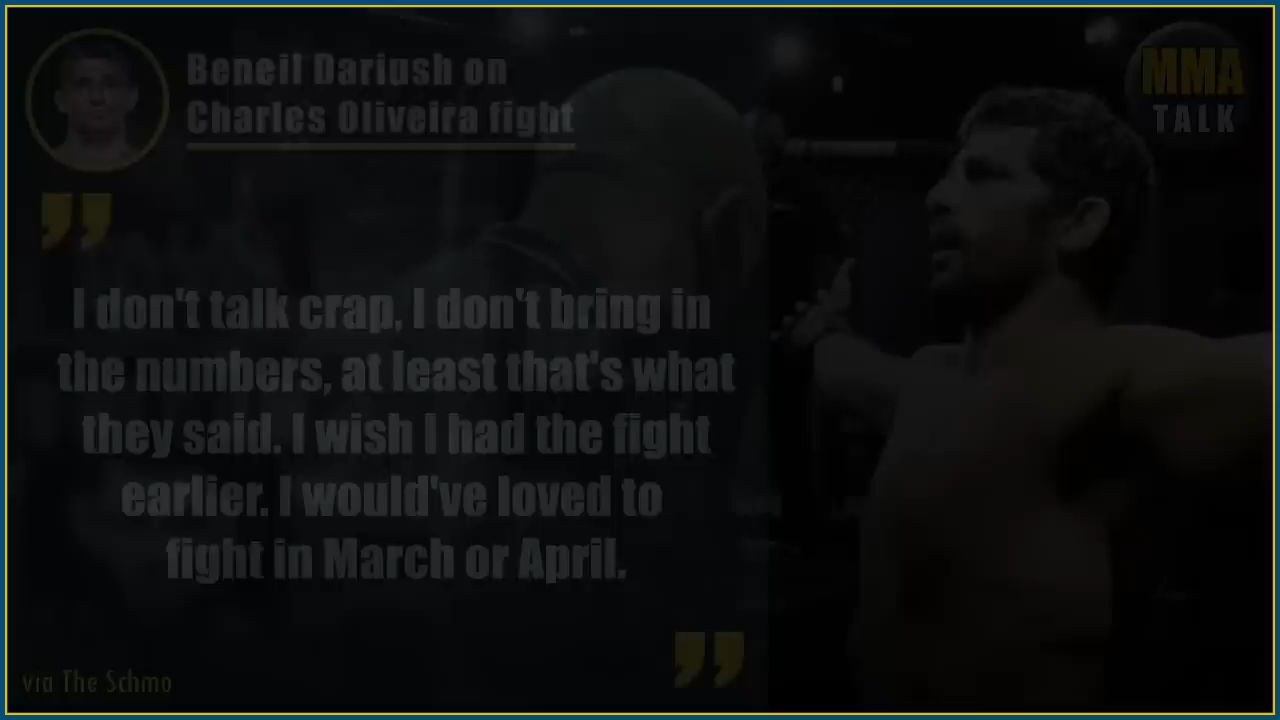 Beneil Dariush on
Charles Oliveira fight
MMA
TALK
I don't talk crap, I don't bring in
the numbers, at least that's what
they said. I wish I had the fight
earlier. I would've loved to
fight in March or April.
via The Schmo